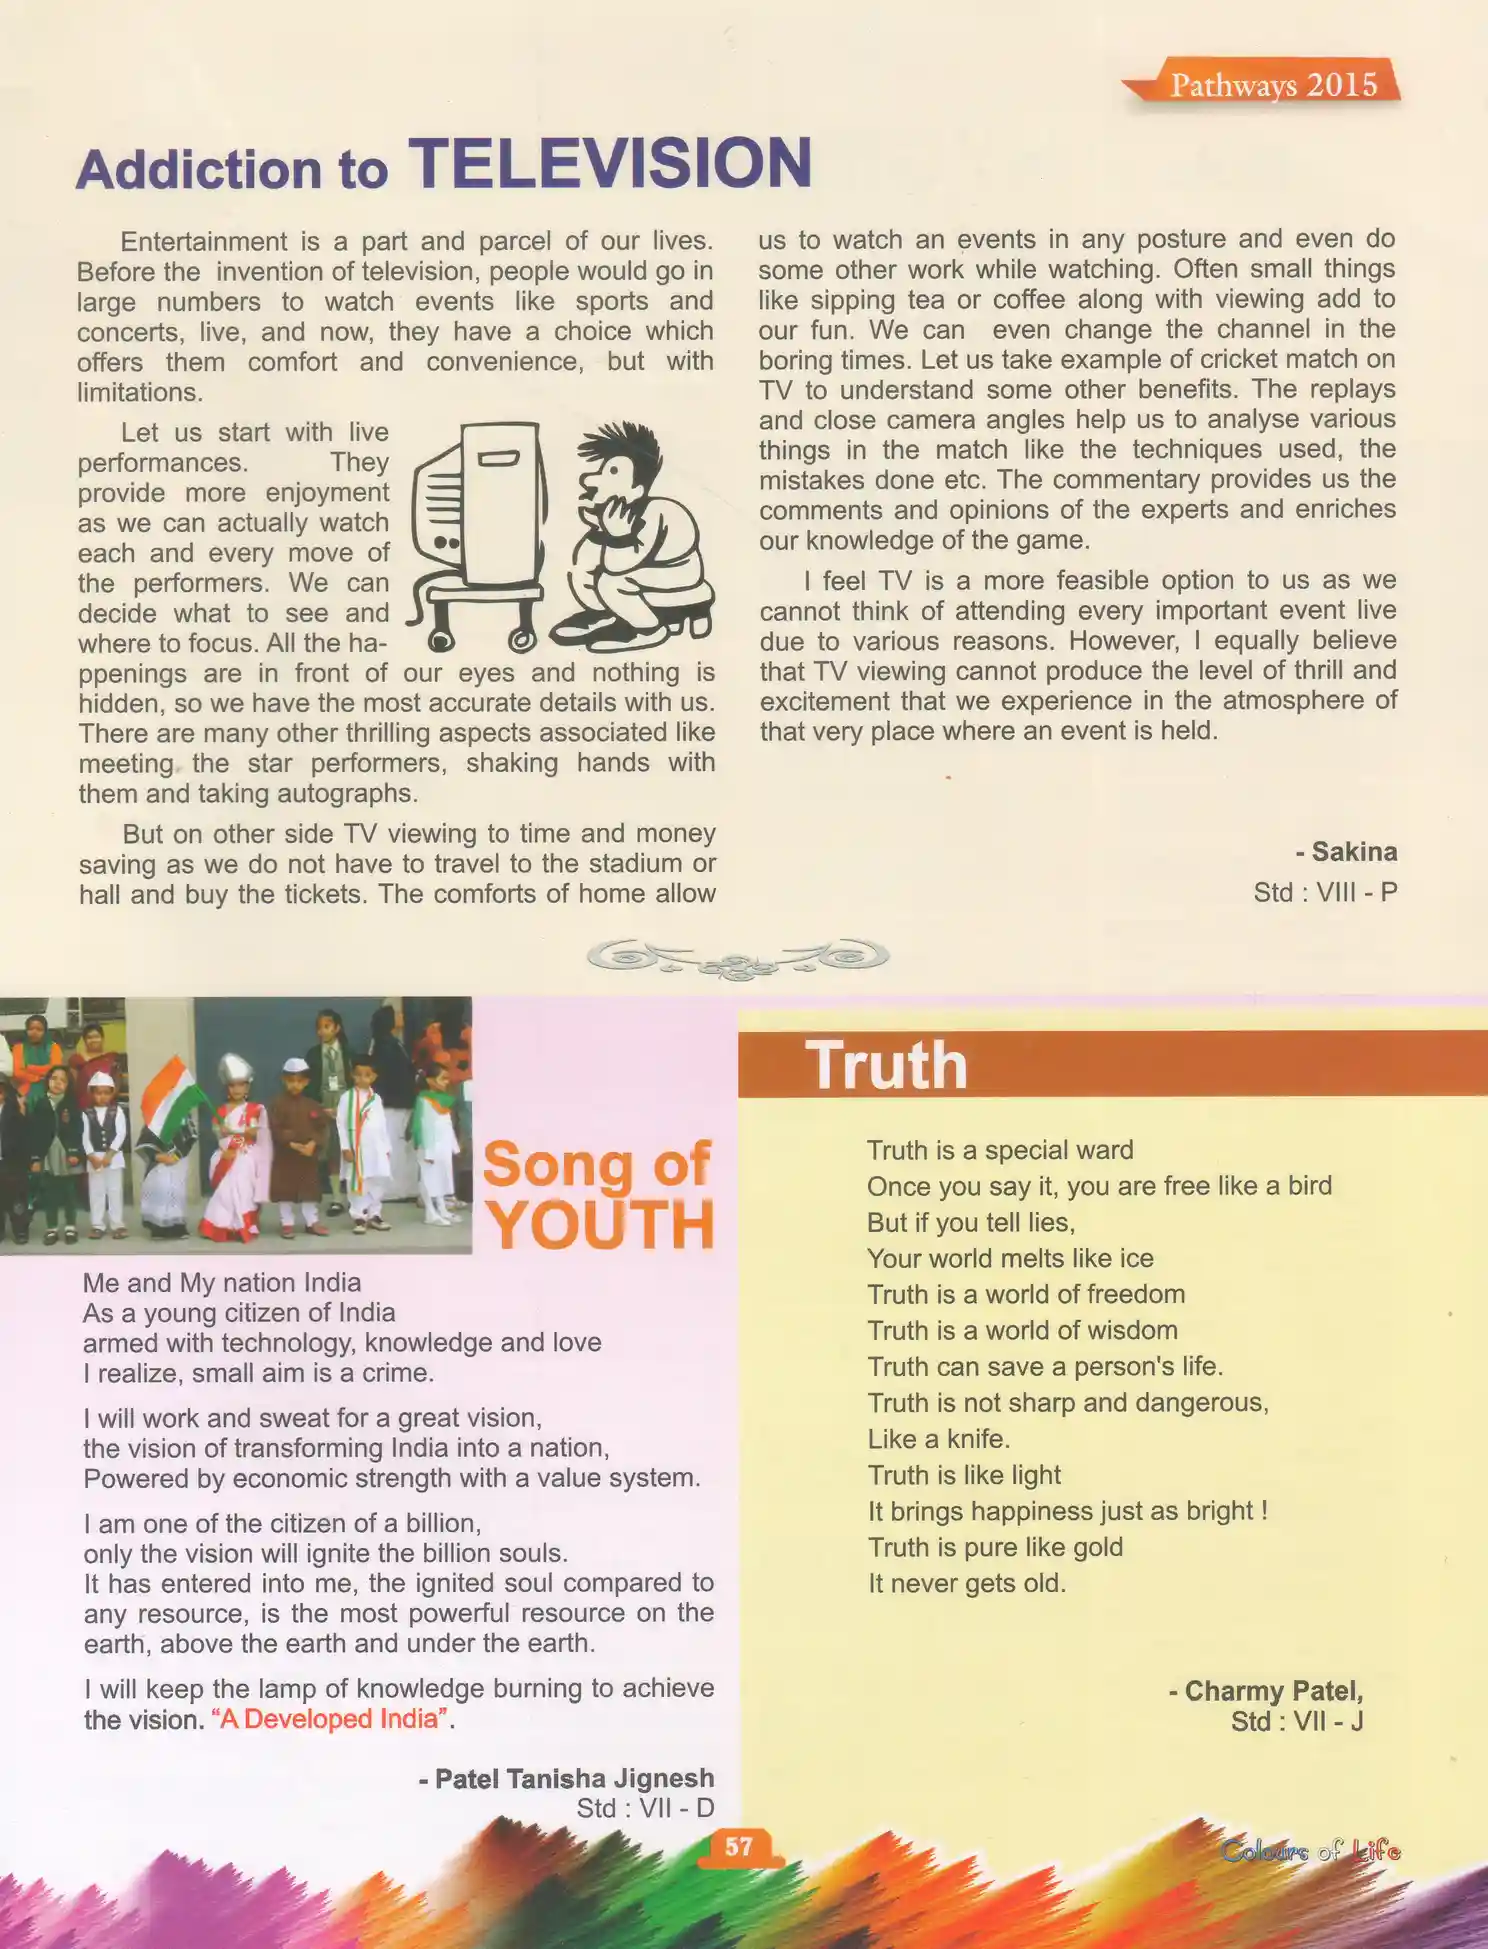 Pathways 2015
Addiction to TELEVISION
Entertainment is a part and parcel of our lives.
Before the invention of television, people would go in
large numbers to watch events like sports and
concerts, live, and now, they have a choice which
offers them comfort and convenience, but with
limitations.
Let us start with live
performances. They
provide more enjoyment
as we can actually watch
each and every move of
the performers. We can
decide what to see and
where to focus. All the ha-
ppenings are in front of our eyes and nothing is
hidden, so we have the most accurate details with us.
There are many other thrilling aspects associated like
meeting the star performers, shaking hands with
them and taking autographs.
But on other side TV viewing to time and money
saving as we do not have to travel to the stadium or
hall and buy the tickets. The comforts of home allow
us to watch an events in any posture and even do
some other work while watching. Often small things
like sipping tea or coffee along with viewing add to
our fun. We can even change the channel in the
boring times. Let us take example of cricket match on
TV to understand some other benefits. The replays
and close camera angles help us to analyse various
things in the match like the techniques used, the
mistakes done etc. The commentary provides us the
comments and opinions of the experts and enriches
our knowledge of the game.
I feel TV is a more feasible option to us as we
cannot think of attending every important event live
due to various reasons. However, I equally believe
that TV viewing cannot produce the level of thrill and
excitement that we experience in the atmosphere of
that very place where an event is held.
- Sakina
Std : VIII - P
Song of
YOUTH
Me and My nation India
As a young citizen of India
armed with technology, knowledge and love
I realize, small aim is a crime.
I will work and sweat for a great vision,
the vision of transforming India into a nation,
Powered by economic strength with a value system.
I am one of the citizen of a billion,
only the vision will ignite the billion souls.
It has entered into me, the ignited soul compared to
any resource, is the most powerful resource on the
earth, above the earth and under the earth.
I will keep the lamp of knowledge burning to achieve
the vision. “A Developed India”.
- Patel Tanisha Jignesh
Std : VII - D
Truth
Truth is a special ward
Once you say it, you are free like a bird
But if you tell lies,
Your world melts like ice
Truth is a world of freedom
Truth is a world of wisdom
Truth can save a person's life.
Truth is not sharp and dangerous,
Like a knife.
Truth is like light
It brings happiness just as bright !
Truth is pure like gold
It never gets old.
- Charmy Patel,
Std : VII - J
57
Colours of Life